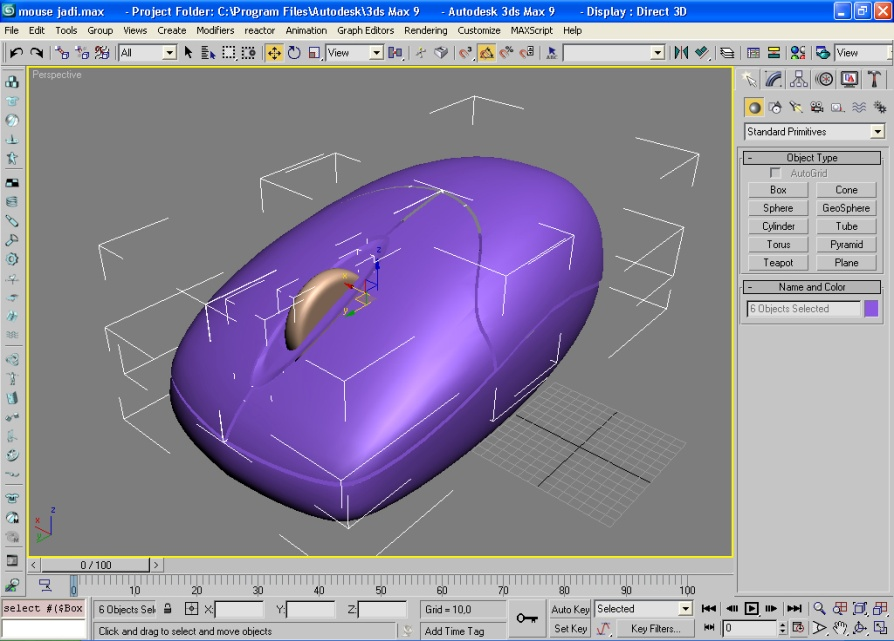 mouse jadi.max - Project Folder: C:\Program Files\Autodesk\3ds Max 9 - Autodesk 3ds Max 9 - Display : Direct 3D
File Edit Tools Group Views Create Modifiers reactor Animation Graph Editors Rendering Customize MAXScript Help
All View View
Perspective
Standard Primitives
- Object Type
AutoGrid
Box Cone
Sphere GeoSphere
Cylinder Tube
Torus Pyramid
Teapot Plane
- Name and Color
6 Objects Selected
z
x
y
z
x
y
< 0 / 100 >
0 10 20 30 40 50 60 70 80 90 100
select #($Box 6 Objects Sel X: Y: Z: Grid = 10,0 Auto Key Selected
Click and drag to select and move objects Add Time Tag Set Key Key Filters... 0